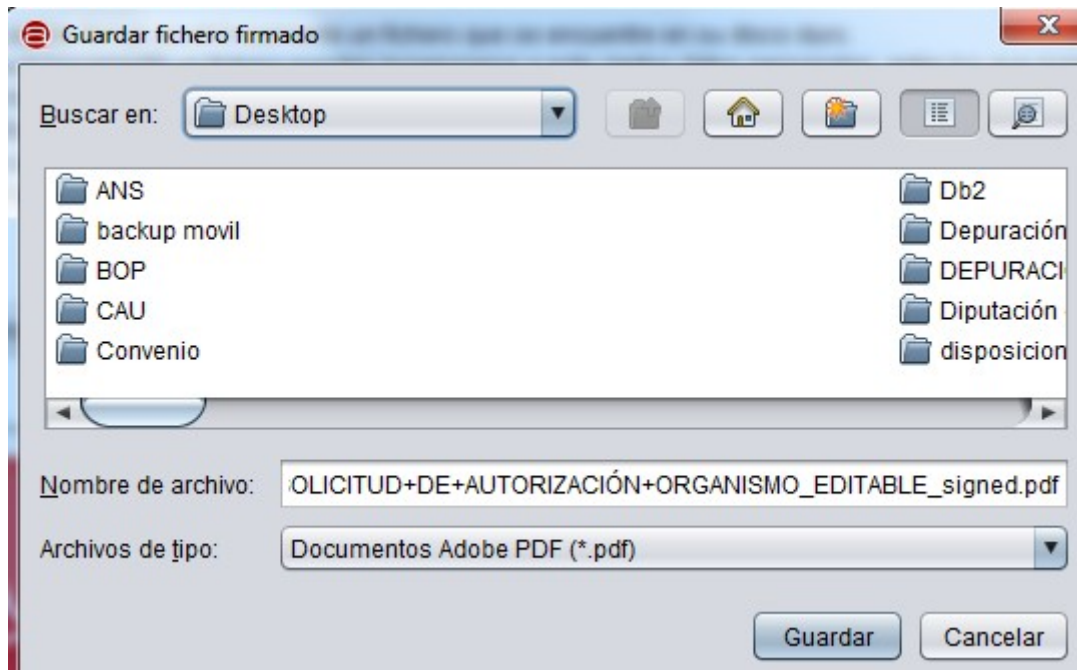 Guardar fichero firmado
Buscar en: Desktop
ANS
backup movil
BOP
CAU
Convenio
Db2
Depuración
DEPURACI
Diputación
disposicion
Nombre de archivo: OLICITUD+DE+AUTORIZACIÓN+ORGANISMO_EDITABLE_signed.pdf
Archivos de tipo: Documentos Adobe PDF (*.pdf)
Guardar Cancelar